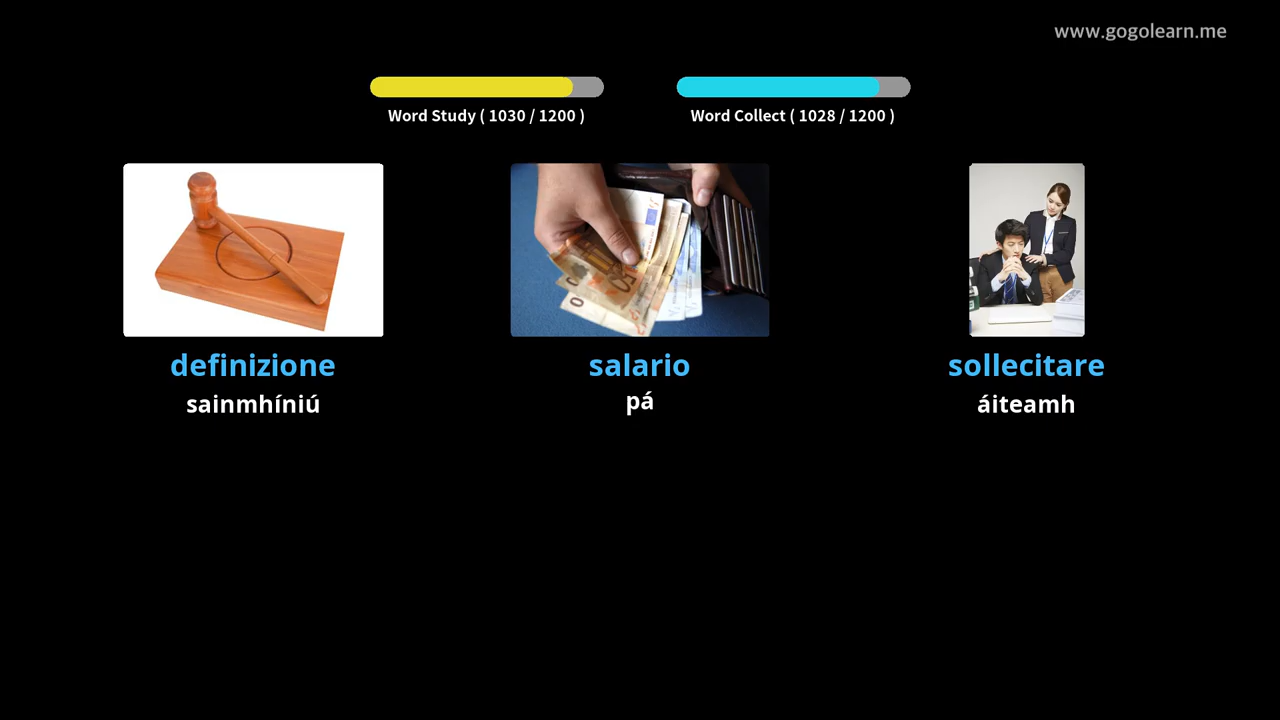 www.gogolearn.me
Word Study ( 1030 / 1200 )
Word Collect ( 1028 / 1200 )
definizione
sainmhíniú
salario
pá
sollecitare
áiteamh